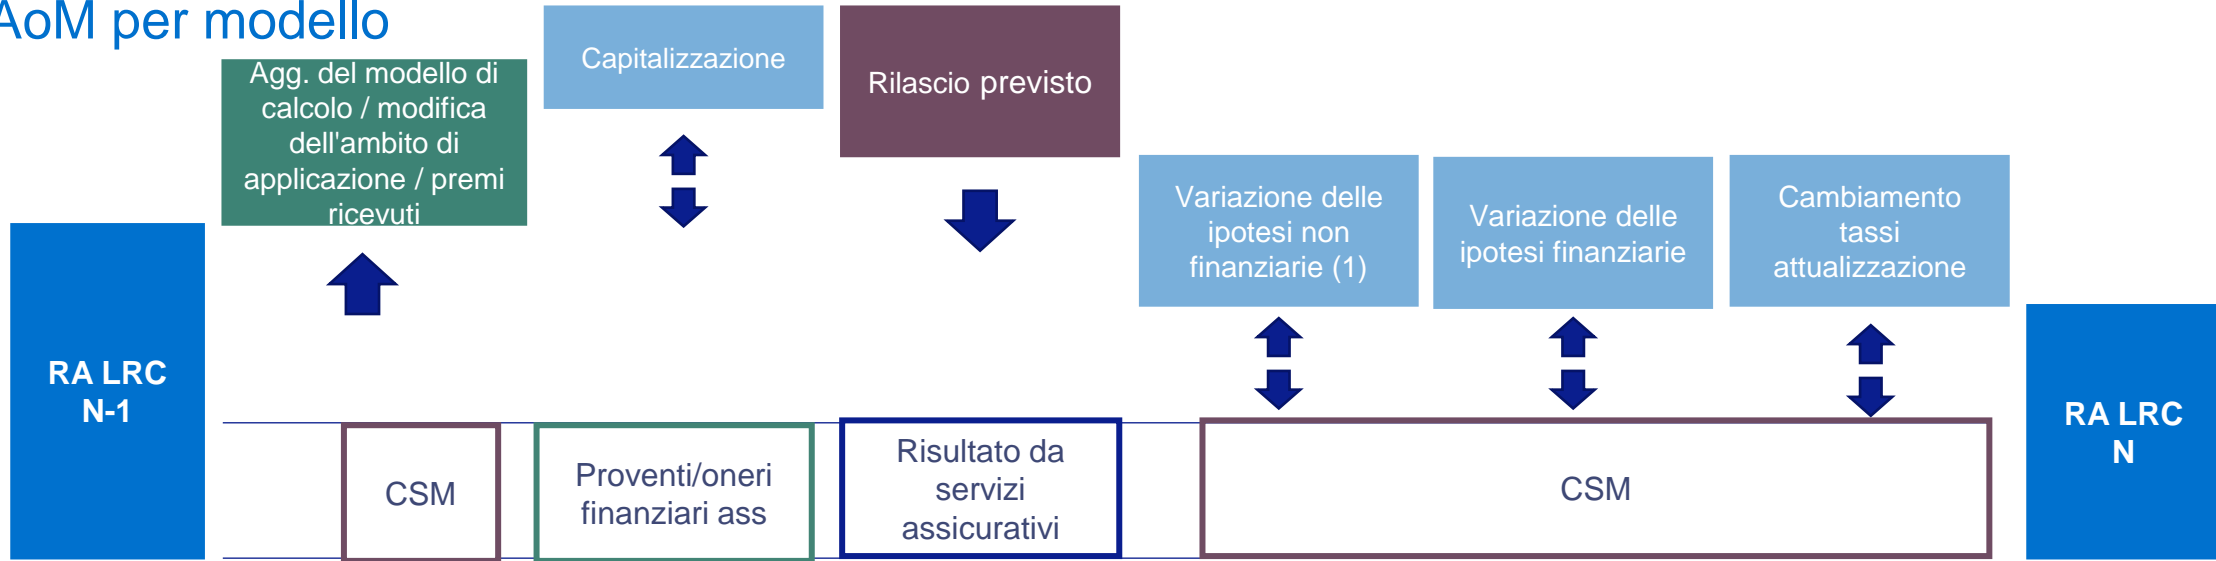 AoM per modello
Agg. del modello di
calcolo / modifica
dell'ambito di
applicazione / premi
ricevuti
Capitalizzazione
Rilascio previsto
Variazione delle
ipotesi non
finanziarie (1)
Variazione delle
ipotesi finanziarie
Cambiamento
tassi
attualizzazione
RA LRC
N-1
CSM
Proventi/oneri
finanziari ass
Risultato da
servizi
assicurativi
CSM
RA LRC
N